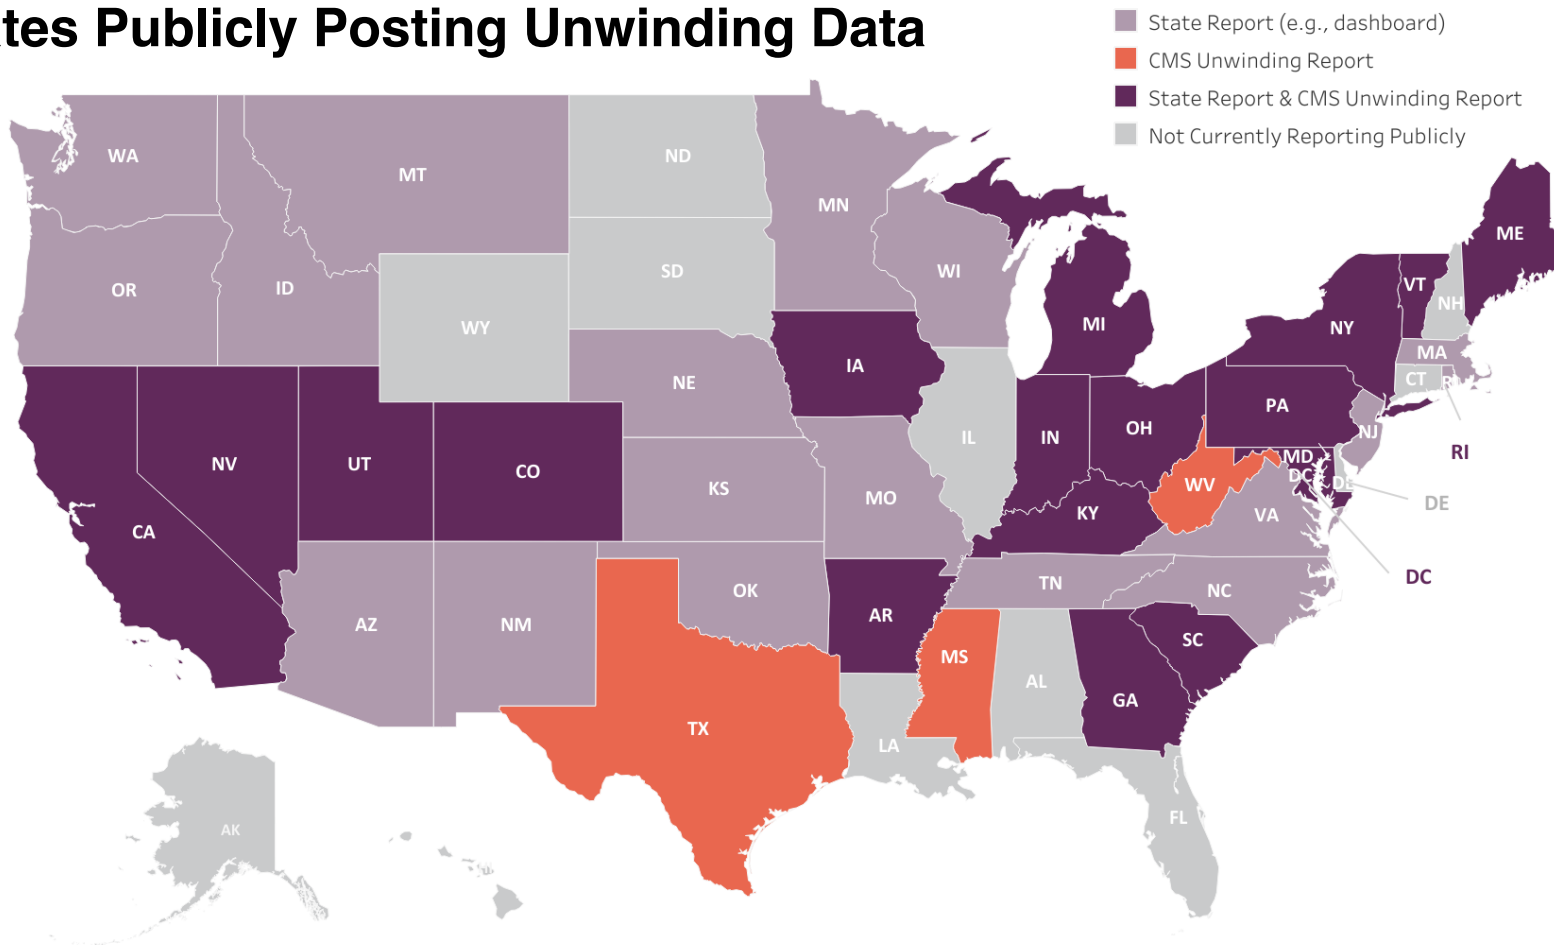 tes Publicly Posting Unwinding Data
State Report (e.g., dashboard)
CMS Unwinding Report
State Report & CMS Unwinding Report
Not Currently Reporting Publicly
WA
MT
ND
MN
SD
WI
OR
ID
WY
MI
NY
VT
NH
ME
MA
CT
RI
NE
IA
PA
NJ
NV
UT
CO
KS
MO
IL
IN
OH
WV
MD
DC
DE
VA
KY
CA
AZ
NM
OK
AR
TN
NC
SC
MS
AL
GA
TX
LA
FL
AK
RI
DE
DC